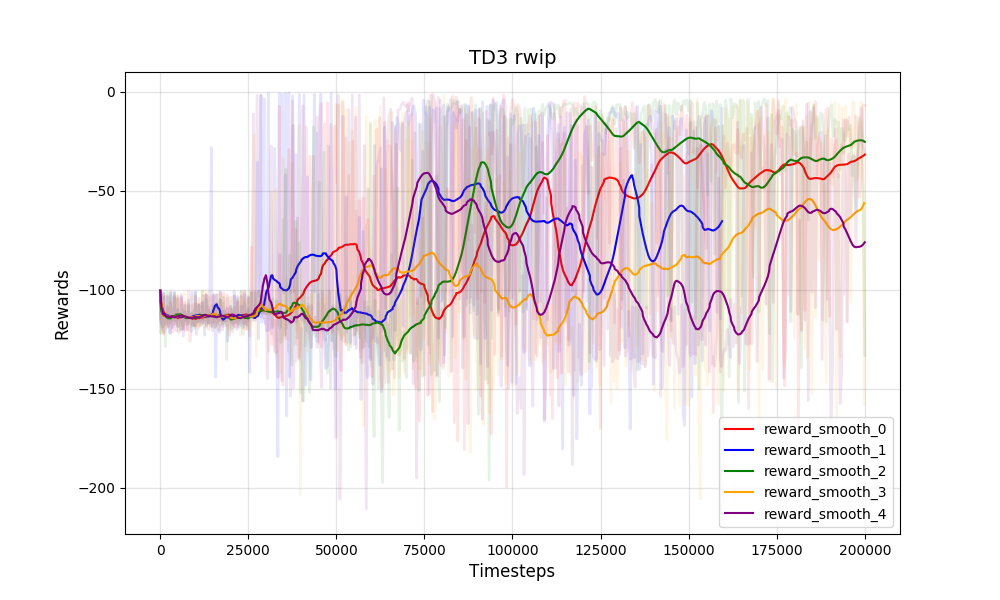 TD3 rwip
Rewards
0
−50
−100
−150
−200
0 25000 50000 75000 100000 125000 150000 175000 200000
Timesteps
reward_smooth_0
reward_smooth_1
reward_smooth_2
reward_smooth_3
reward_smooth_4